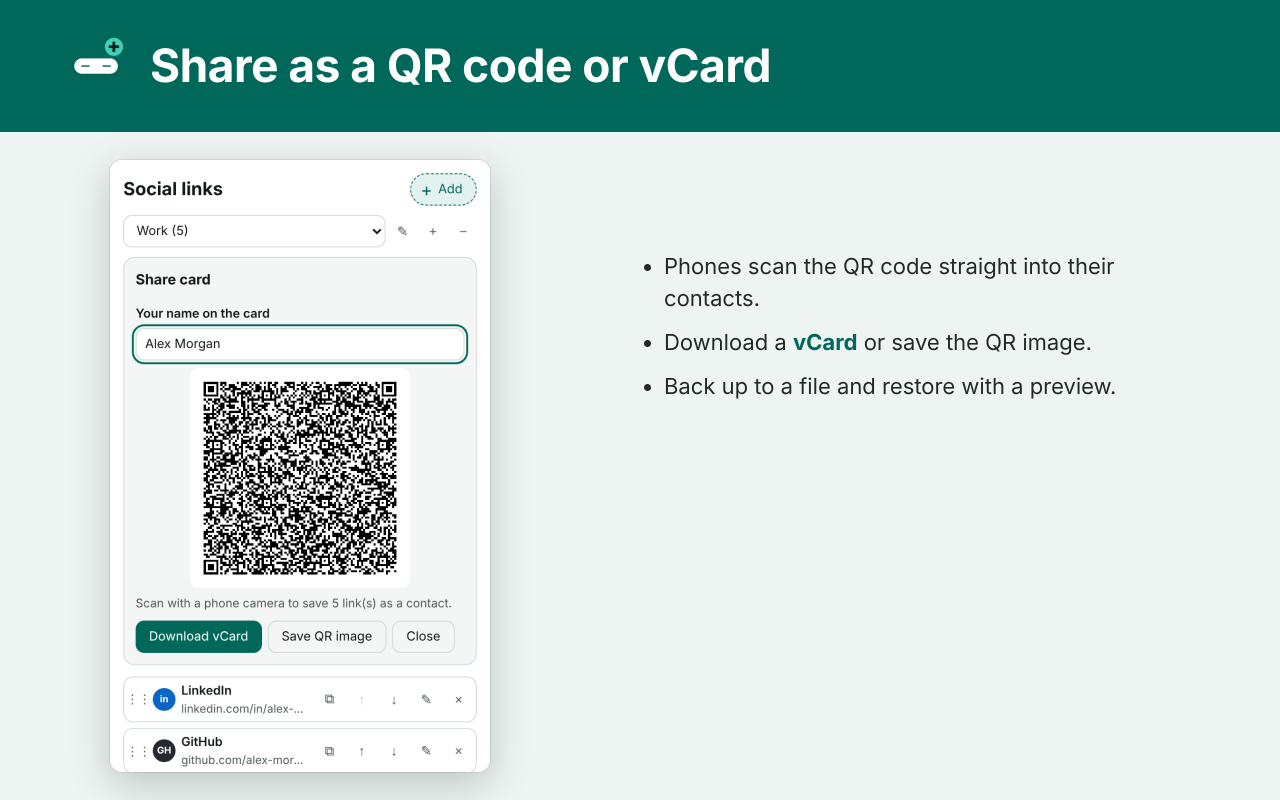 Share as a QR code or vCard
Social links
+ Add
Work (5)
Share card
Your name on the card
Alex Morgan
Scan with a phone camera to save 5 link(s) as a contact.
Download vCard
Save QR image
Close
in
LinkedIn
linkedin.com/in/alex-...
GH
GitHub
github.com/alex-mor...
Phones scan the QR code straight into their
contacts.
Download a vCard or save the QR image.
Back up to a file and restore with a preview.